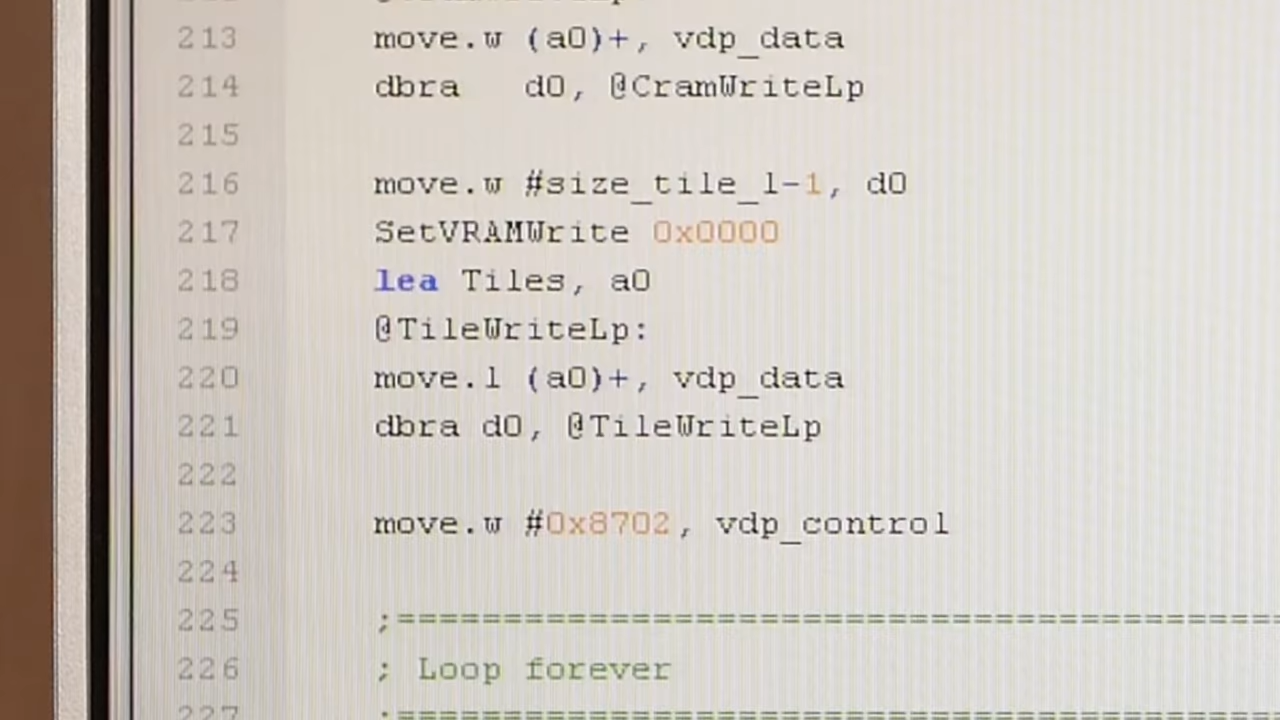 213 move.w (a0)+, vdp_data
214 dbra   d0, @CramWriteLp
215
216 move.w #size_tile_l-1, d0
217 SetVRAMWrite 0x0000
218 lea Tiles, a0
219 @TileWriteLp:
220 move.l (a0)+, vdp_data
221 dbra d0, @TileWriteLp
222
223 move.w #0x8702, vdp_control
224
225 ;==========================================
226 ; Loop forever
227 ;==========================================